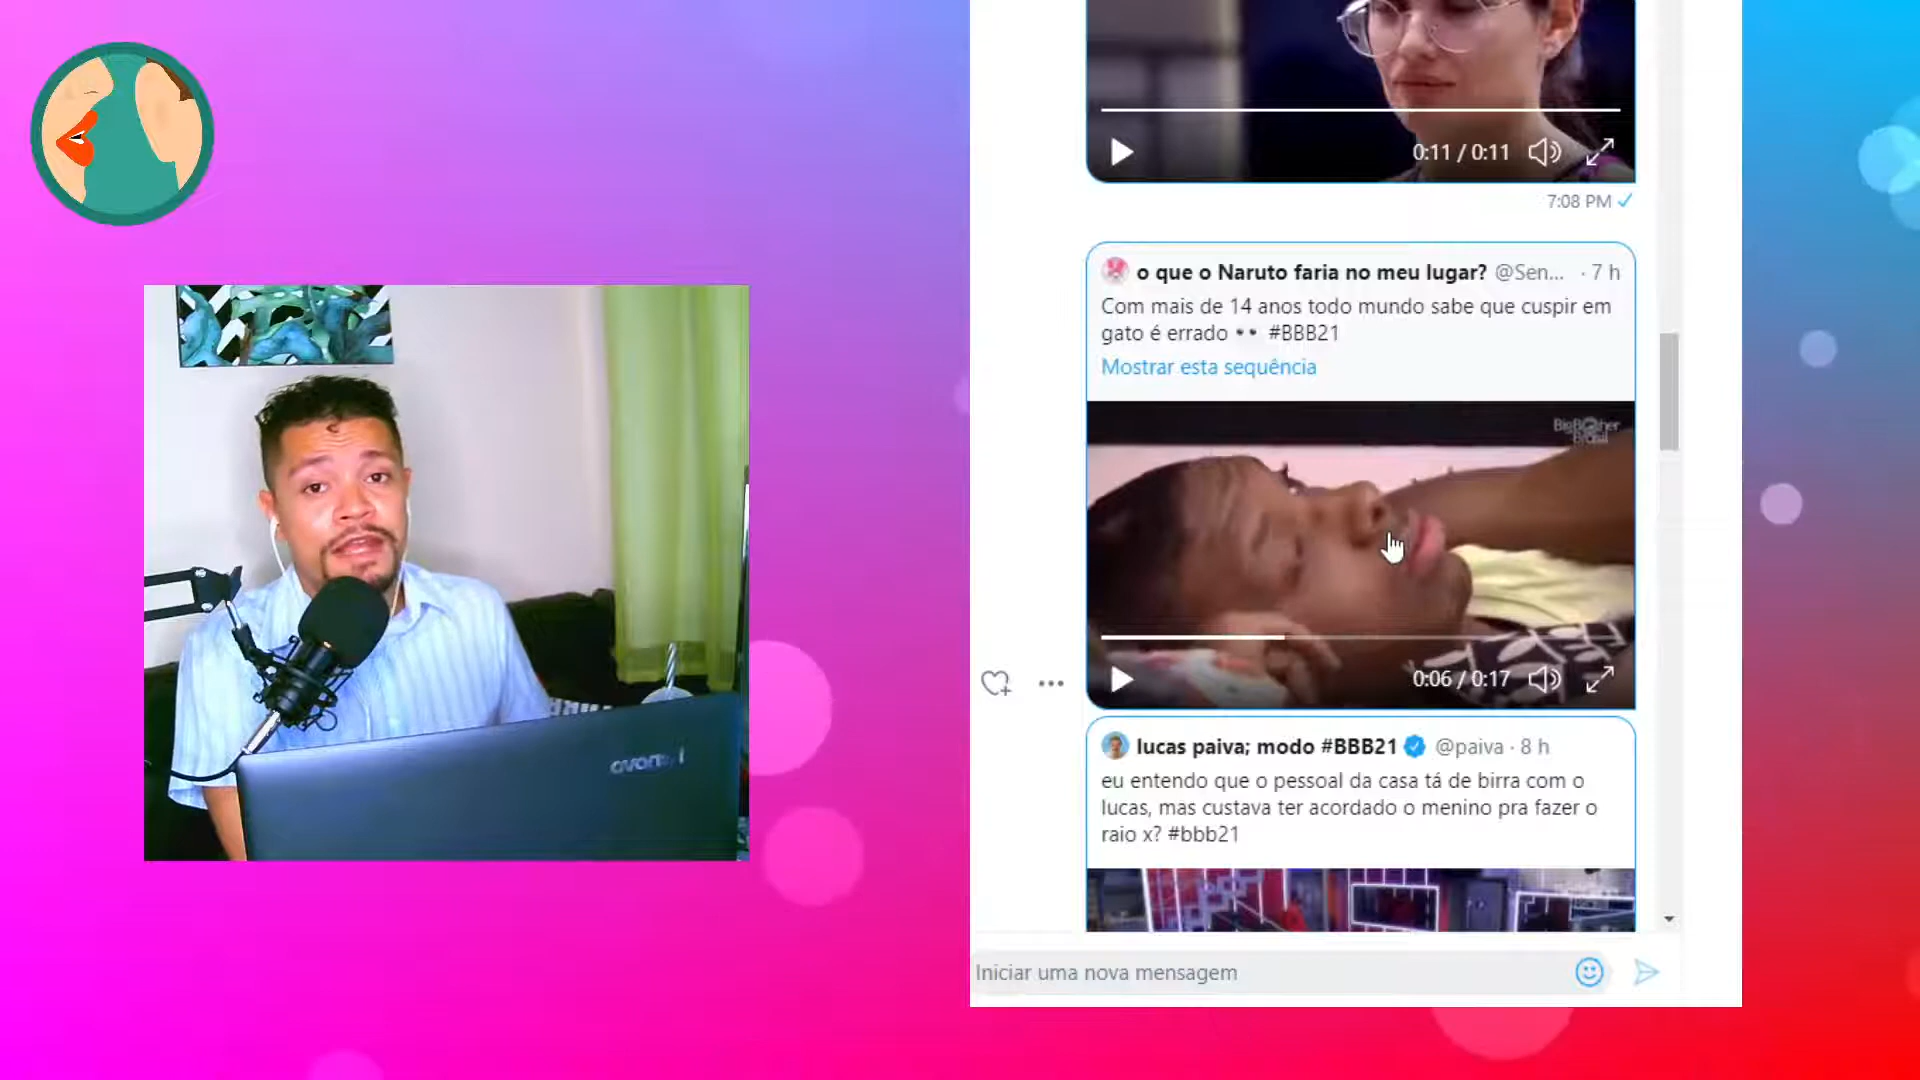 0:11 / 0:11
7:08 PM
o que o Naruto faria no meu lugar? @Sen... · 7 h
Com mais de 14 anos todo mundo sabe que cuspir em
gato é errado 👀 #BBB21
Mostrar esta sequência
Big Brother
Brasil
0:06 / 0:17
lucas paiva; modo #BBB21 @paiva · 8 h
eu entendo que o pessoal da casa tá de birra com o
lucas, mas custava ter acordado o menino pra fazer o
raio x? #bbb21
Iniciar uma nova mensagem